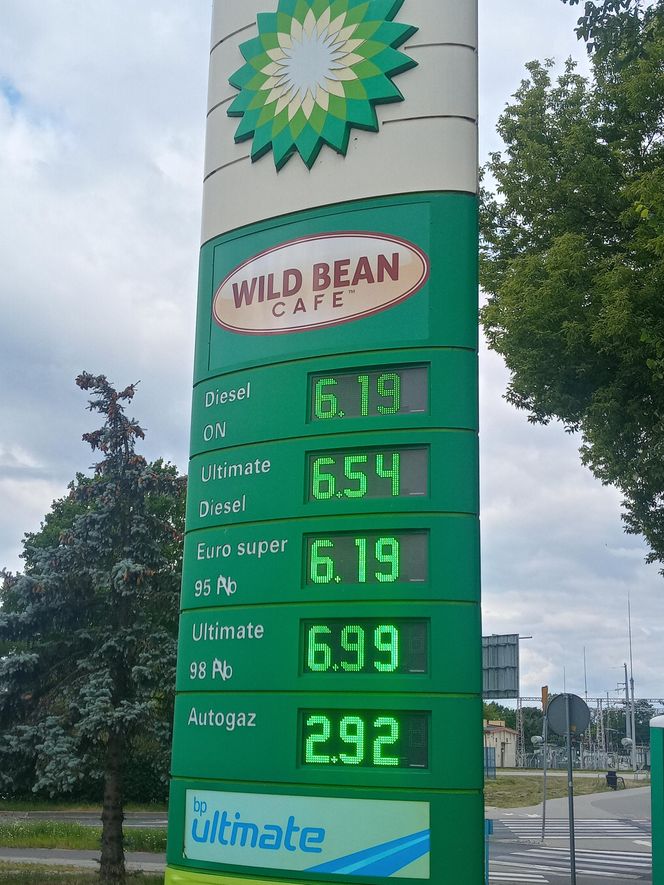 WILD BEAN
CAFE™
Diesel
ON
6.19
Ultimate
Diesel
6.54
Euro super
95 Pb
6.19
Ultimate
98 Pb
6.99
Autogaz
2.92
bp
ultimate